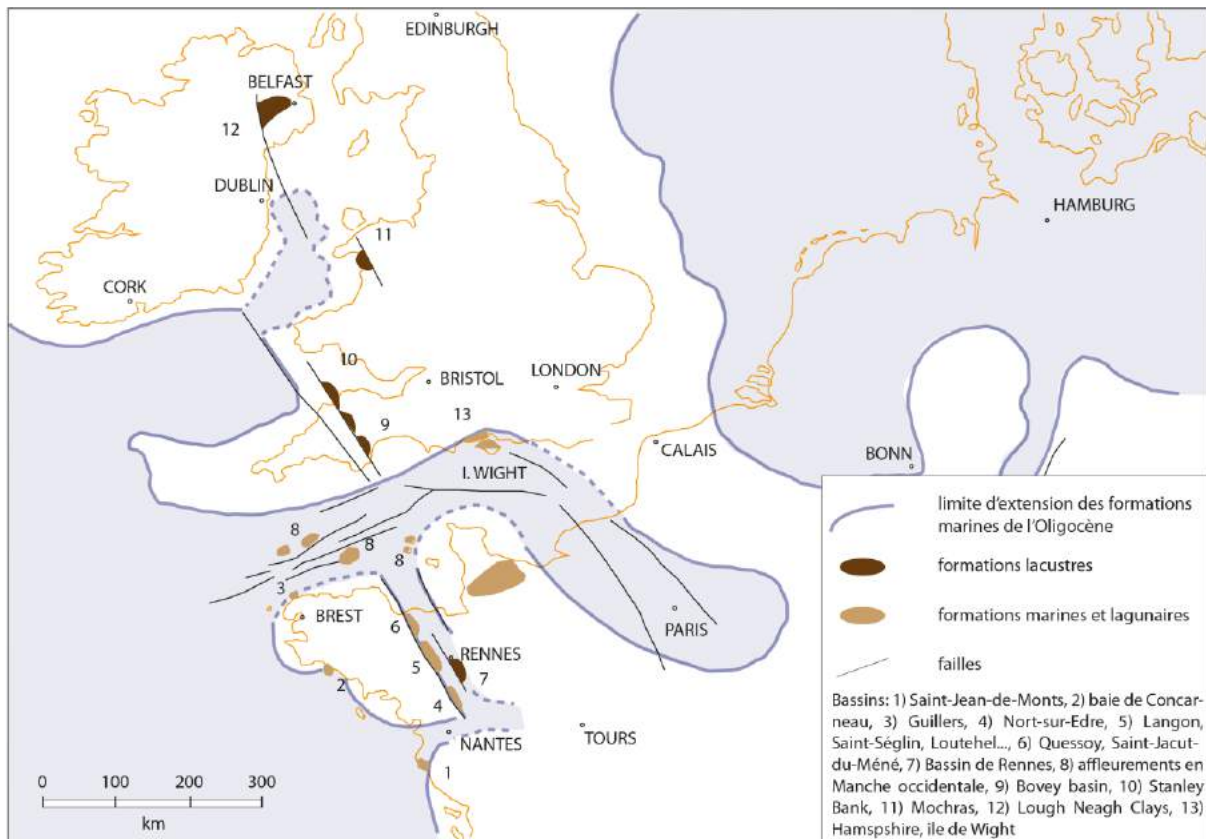 EDINBURGH
BELFAST
12
DUBLIN
HAMBURG
11
CORK
10
BRISTOL
LONDON
13
9
CALAIS
I. WIGHT
BONN
8
8
8
3
BREST
PARIS
6
RENNES
5
7
2
4
NANTES
TOURS
1
0 100 200 300
km
limite d'extension des formations
marines de l'Oligocène
formations lacustres
formations marines et lagunaires
failles
Bassins: 1) Saint-Jean-de-Monts, 2) baie de Concar-
neau, 3) Guillers, 4) Nort-sur-Edre, 5) Langon,
Saint-Séglin, Loutehel..., 6) Quessoy, Saint-Jacut-
du-Méné, 7) Bassin de Rennes, 8) affleurements en
Manche occidentale, 9) Bovey basin, 10) Stanley
Bank, 11) Mochras, 12) Lough Neagh Clays, 13)
Hamspshire, île de Wight